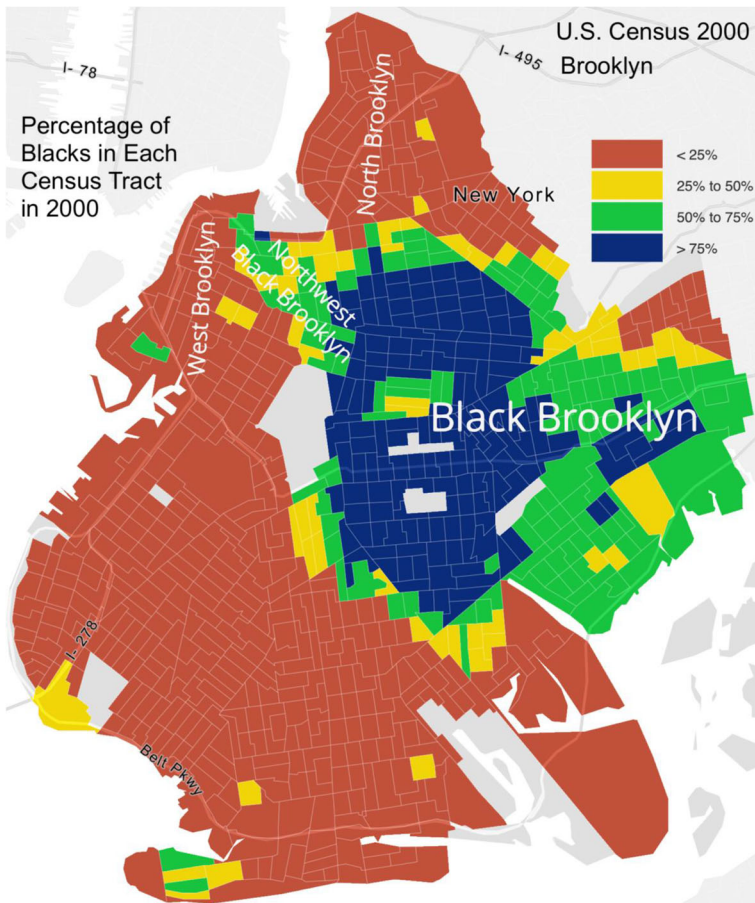 U.S. Census 2000
Brooklyn
I- 78
I- 495
Percentage of
Blacks in Each
Census Tract
in 2000
< 25%
25% to 50%
50% to 75%
> 75%
North Brooklyn
New York
West Brooklyn
Northwest
Black Brooklyn
Black Brooklyn
I- 278
Belt Pkwy